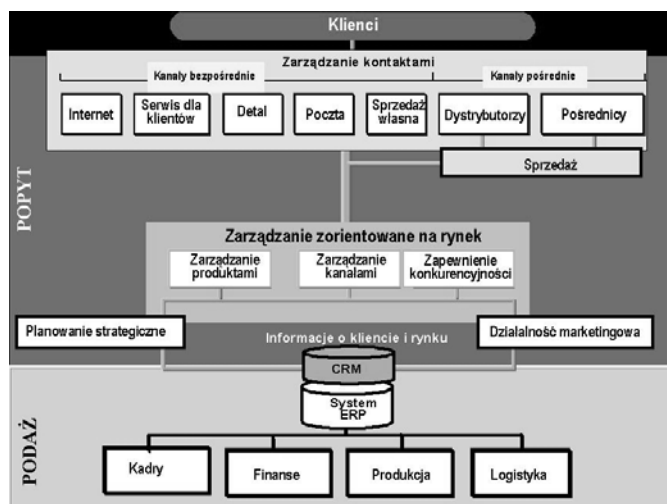 Klienci
Zarządzanie kontaktami
Kanały bezpośrednie
Kanały pośrednie
Internet
Serwis dla
klientów
Detal
Poczta
Sprzedaż
własna
Dystrybutorzy
Pośrednicy
Sprzedaż
POPYT
Zarządzanie zorientowane na rynek
Zarządzanie
produktami
Zarządzanie
kanałami
Zapewnienie
konkurencyjności
Planowanie strategiczne
Informacje o kliencie i rynku
Działalność marketingowa
CRM
System
ERP
PODAŻ
Kadry
Finanse
Produkcja
Logistyka